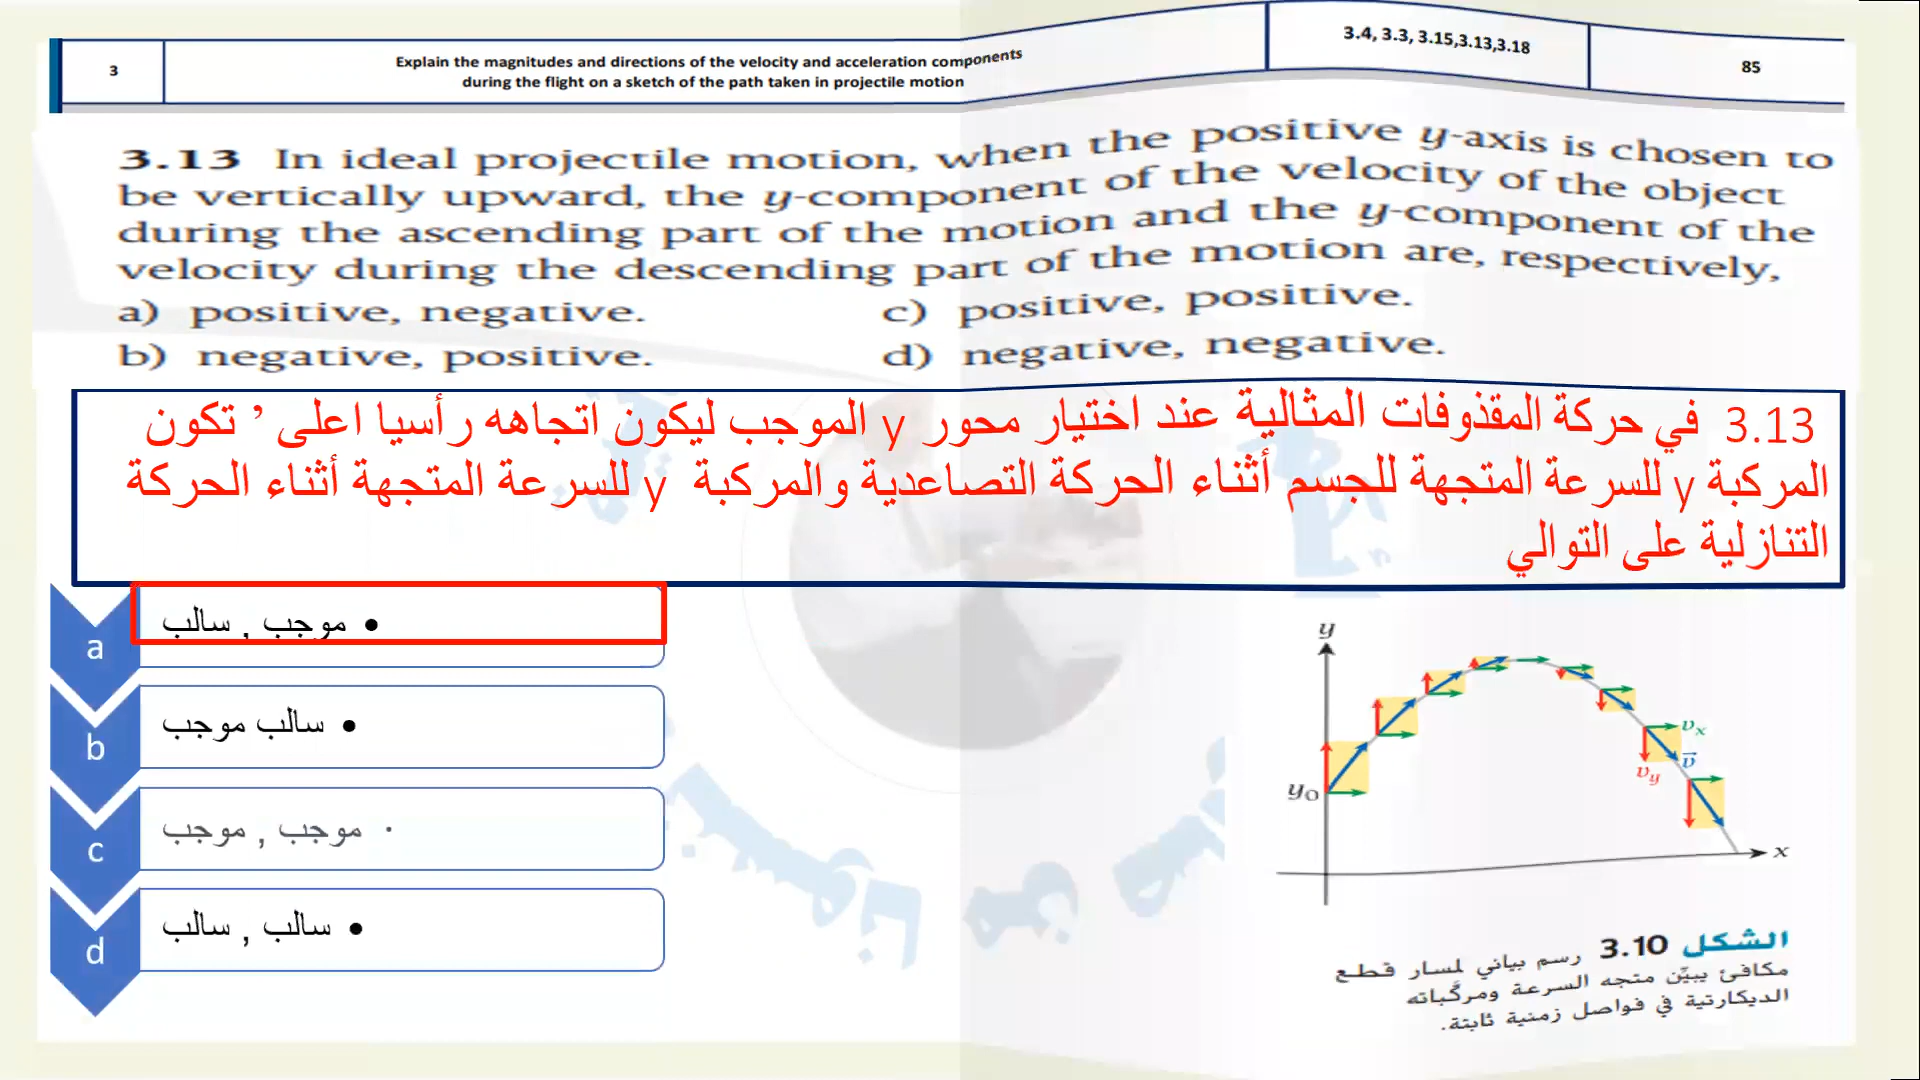 3
Explain the magnitudes and directions of the velocity and acceleration components
during the flight on a sketch of the path taken in projectile motion
3.4, 3.3, 3.15,3.13,3.18
85
3.13 In ideal projectile motion, when the positive y-axis is chosen to
be vertically upward, the y-component of the velocity of the object
during the ascending part of the motion and the y-component of the
velocity during the descending part of the motion are, respectively,
a) positive, negative.
c) positive, positive.
b) negative, positive.
d) negative, negative.
3.13 في حركة المقذوفات المثالية عند اختيار محور y الموجب ليكون اتجاهه رأسيا اعلى ’ تكون
المركبة y للسرعة المتجهة للجسم أثناء الحركة التصاعدية والمركبة y للسرعة المتجهة أثناء الحركة
التنازلية على التوالي
a
• موجب , سالب
b
• سالب موجب
c
• موجب , موجب
d
• سالب , سالب
y
vx
v
vy
y0
x
الشكل 3.10 رسم بياني لمسار قطع
مكافئ يبيّن متجه السرعة ومركّباته
الديكارتية في فواصل زمنية ثابتة.